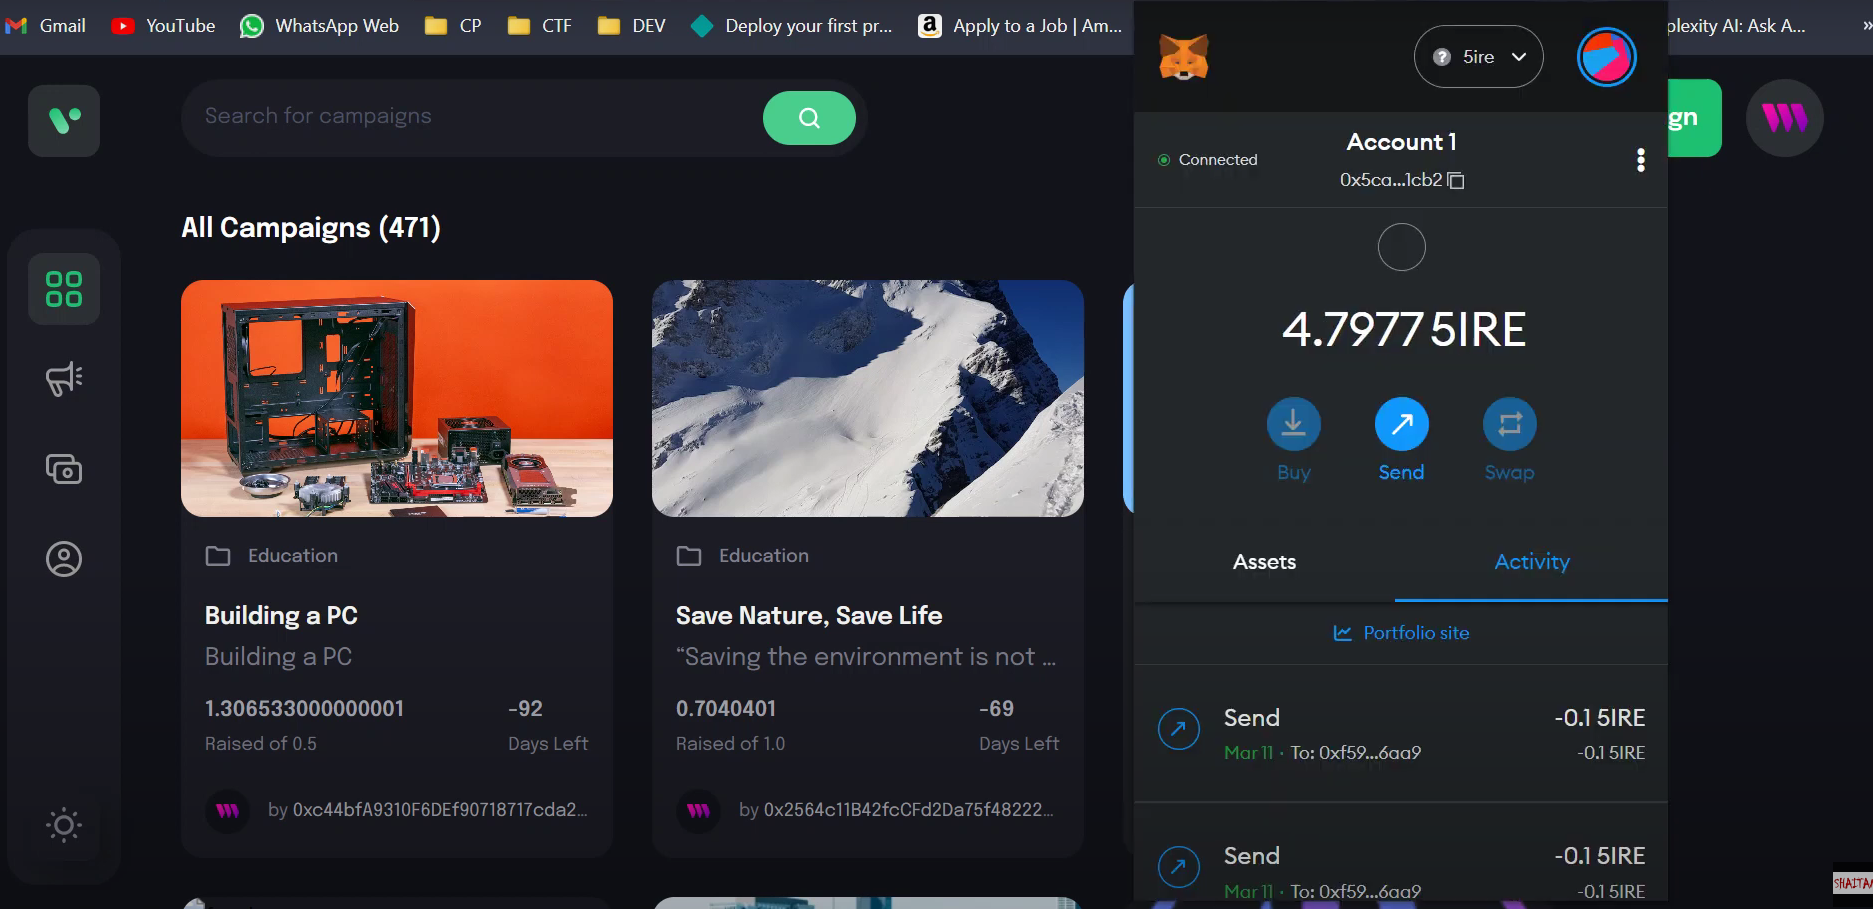 Gmail YouTube WhatsApp Web CP CTF DEV Deploy your first pr... Apply to a Job | Am... plexity AI: Ask A... »
Search for campaigns
gn
5ire
Connected
Account 1
0x5ca...1cb2
All Campaigns (471)
4.79775IRE
Buy Send Swap
Assets Activity
Portfolio site
Send -0.1 5IRE
Mar 11 · To: 0xf59...6aa9 -0.1 5IRE
Send -0.1 5IRE
Mar 11 · To: 0xf59...6aa9 -0.1 5IRE
Education
Building a PC
Building a PC
1.306533000000001 -92
Raised of 0.5 Days Left
by 0xc44bfA9310F6DEf90718717cda2...
Education
Save Nature, Save Life
“Saving the environment is not ...
0.7040401 -69
Raised of 1.0 Days Left
by 0x2564c11B42fcCFd2Da75f48222...